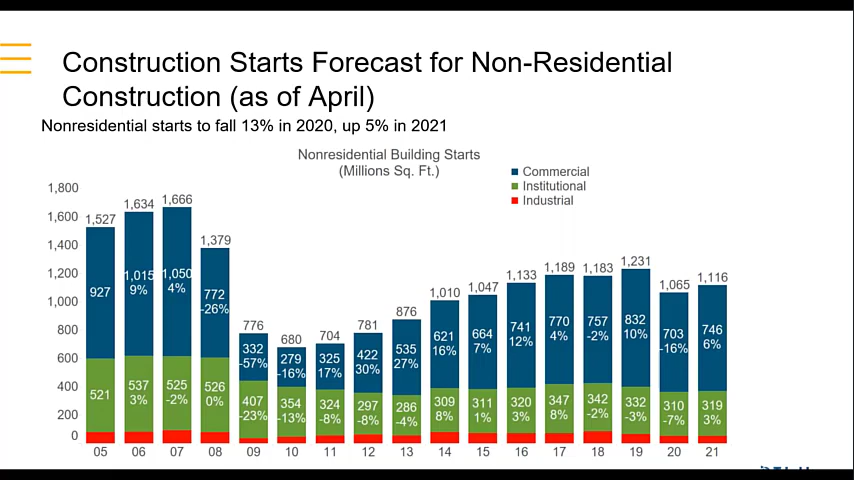 Construction Starts Forecast for Non-Residential
Construction (as of April)
Nonresidential starts to fall 13% in 2020, up 5% in 2021
Nonresidential Building Starts
(Millions Sq. Ft.)
Commercial
Institutional
Industrial
1,800
1,600
1,400
1,200
1,000
800
600
400
200
0
1,527 1,634 1,666 1,379 776 680 704 781 876 1,010 1,047 1,133 1,189 1,183 1,231 1,065 1,116
927 1,015 1,050 772 332 279 325 422 535 621 664 741 770 757 832 703 746
9% 4% -26% -57% -16% 17% 30% 27% 16% 7% 12% 4% -2% 10% -16% 6%
521 537 525 526 407 354 324 297 286 309 311 320 347 342 332 310 319
3% -2% 0% -23% -13% -8% -8% -4% 8% 1% 3% 8% -2% -3% -7% 3%
05 06 07 08 09 10 11 12 13 14 15 16 17 18 19 20 21